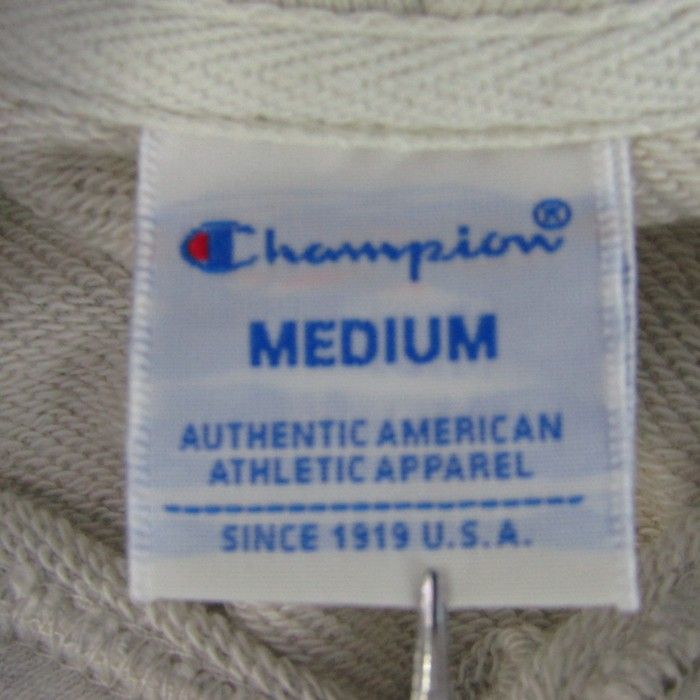 Champion®
MEDIUM
AUTHENTIC AMERICAN
ATHLETIC APPAREL
SINCE 1919 U.S.A.